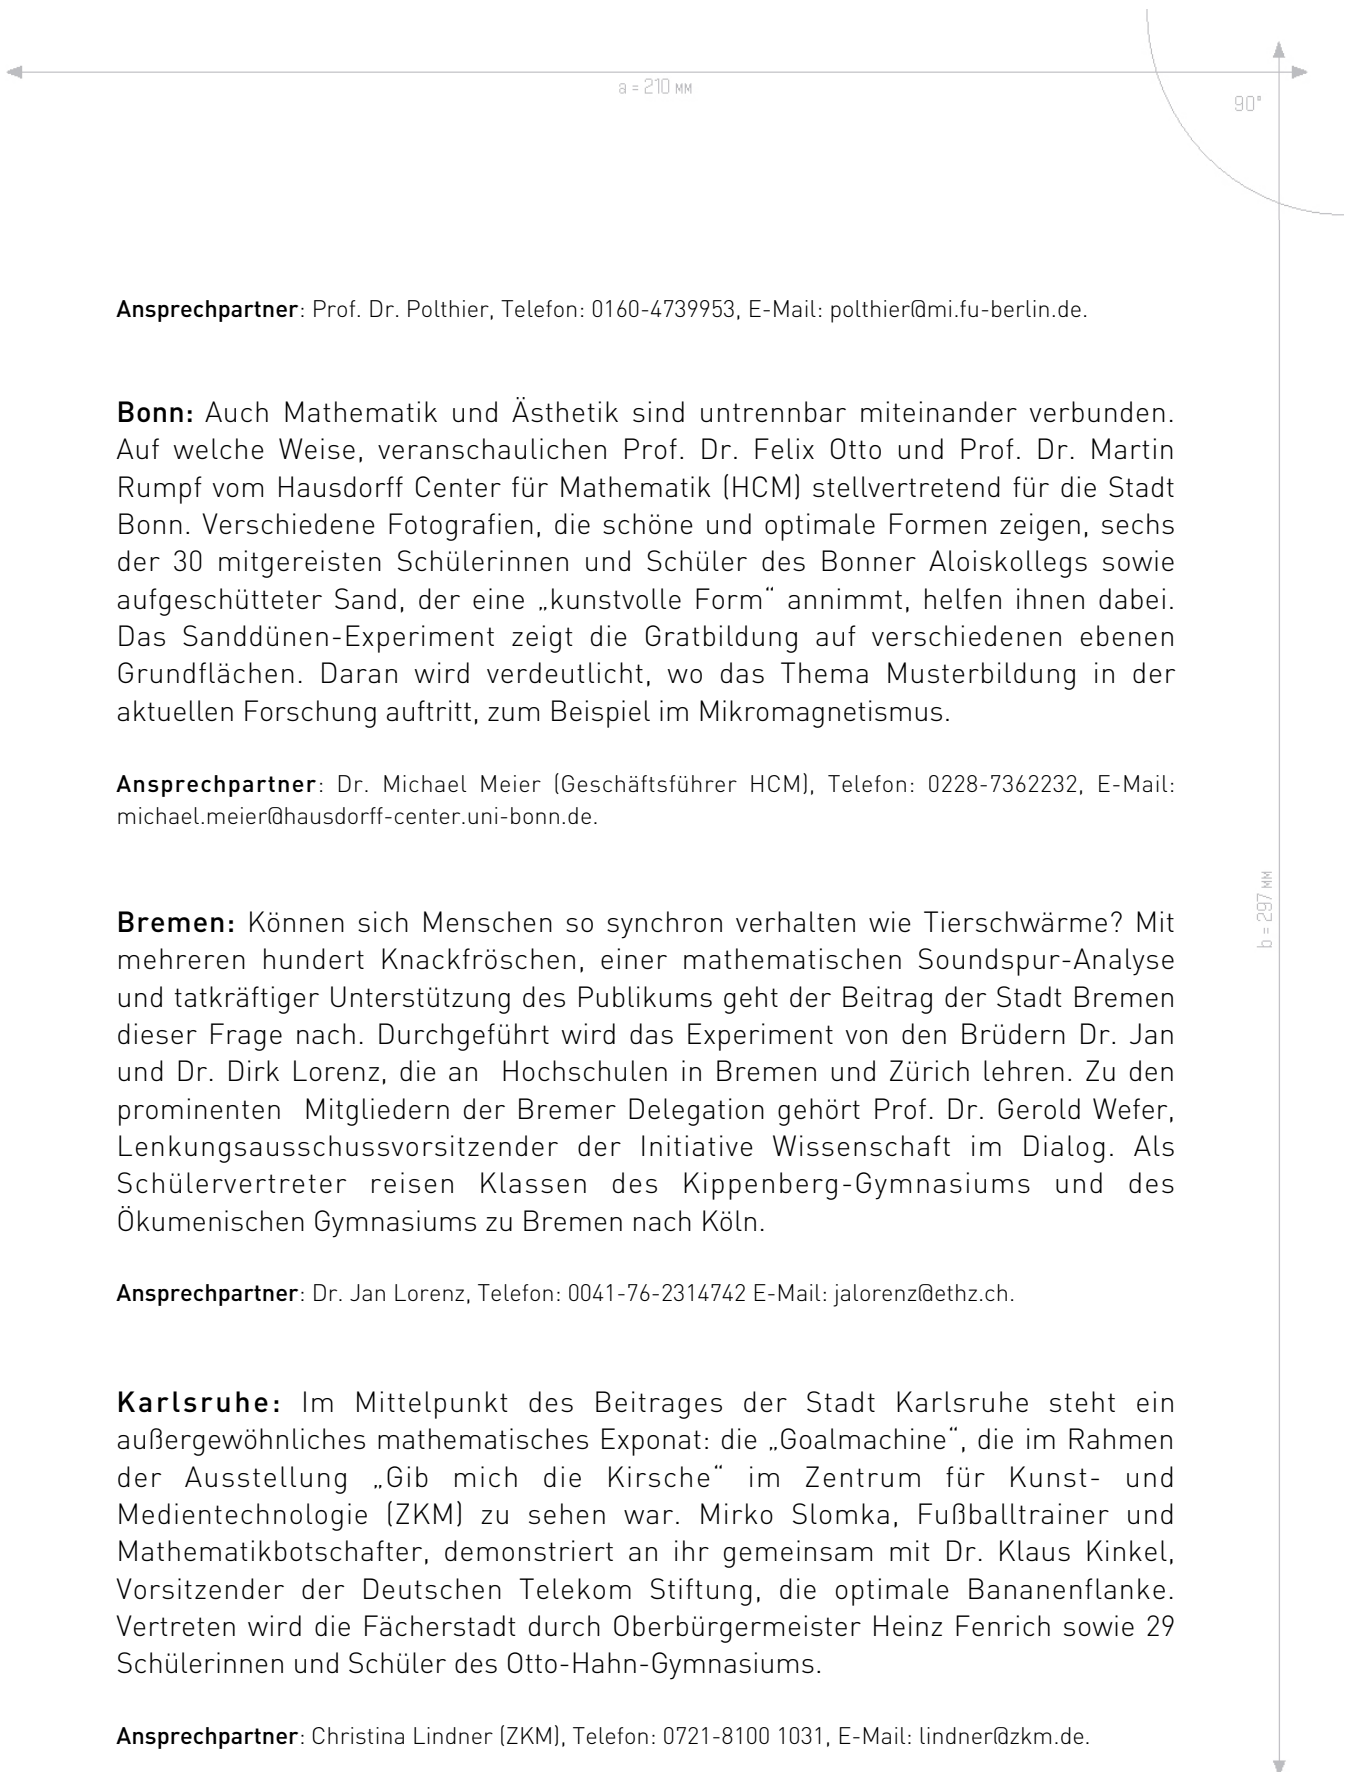 a = 210 MM
90°
Ansprechpartner: Prof. Dr. Polthier, Telefon: 0160-4739953, E-Mail: polthier@mi.fu-berlin.de.
Bonn: Auch Mathematik und Ästhetik sind untrennbar miteinander verbunden.
Auf welche Weise, veranschaulichen Prof. Dr. Felix Otto und Prof. Dr. Martin
Rumpf vom Hausdorff Center für Mathematik (HCM) stellvertretend für die Stadt
Bonn. Verschiedene Fotografien, die schöne und optimale Formen zeigen, sechs
der 30 mitgereisten Schülerinnen und Schüler des Bonner Aloiskollegs sowie
aufgeschütteter Sand, der eine „kunstvolle Form“ annimmt, helfen ihnen dabei.
Das Sanddünen-Experiment zeigt die Gratbildung auf verschiedenen ebenen
Grundflächen. Daran wird verdeutlicht, wo das Thema Musterbildung in der
aktuellen Forschung auftritt, zum Beispiel im Mikromagnetismus.
Ansprechpartner: Dr. Michael Meier (Geschäftsführer HCM), Telefon: 0228-7362232, E-Mail:
michael.meier@hausdorff-center.uni-bonn.de.
b = 297 MM
Bremen: Können sich Menschen so synchron verhalten wie Tierschwärme? Mit
mehreren hundert Knackfröschen, einer mathematischen Soundspur-Analyse
und tatkräftiger Unterstützung des Publikums geht der Beitrag der Stadt Bremen
dieser Frage nach. Durchgeführt wird das Experiment von den Brüdern Dr. Jan
und Dr. Dirk Lorenz, die an Hochschulen in Bremen und Zürich lehren. Zu den
prominenten Mitgliedern der Bremer Delegation gehört Prof. Dr. Gerold Wefer,
Lenkungsausschussvorsitzender der Initiative Wissenschaft im Dialog. Als
Schülervertreter reisen Klassen des Kippenberg-Gymnasiums und des
Ökumenischen Gymnasiums zu Bremen nach Köln.
Ansprechpartner: Dr. Jan Lorenz, Telefon: 0041-76-2314742 E-Mail: jalorenz@ethz.ch.
Karlsruhe: Im Mittelpunkt des Beitrages der Stadt Karlsruhe steht ein
außergewöhnliches mathematisches Exponat: die „Goalmachine“, die im Rahmen
der Ausstellung „Gib mich die Kirsche“ im Zentrum für Kunst- und
Medientechnologie (ZKM) zu sehen war. Mirko Slomka, Fußballtrainer und
Mathematikbotschafter, demonstriert an ihr gemeinsam mit Dr. Klaus Kinkel,
Vorsitzender der Deutschen Telekom Stiftung, die optimale Bananenflanke.
Vertreten wird die Fächerstadt durch Oberbürgermeister Heinz Fenrich sowie 29
Schülerinnen und Schüler des Otto-Hahn-Gymnasiums.
Ansprechpartner: Christina Lindner (ZKM), Telefon: 0721-8100 1031, E-Mail: lindner@zkm.de.